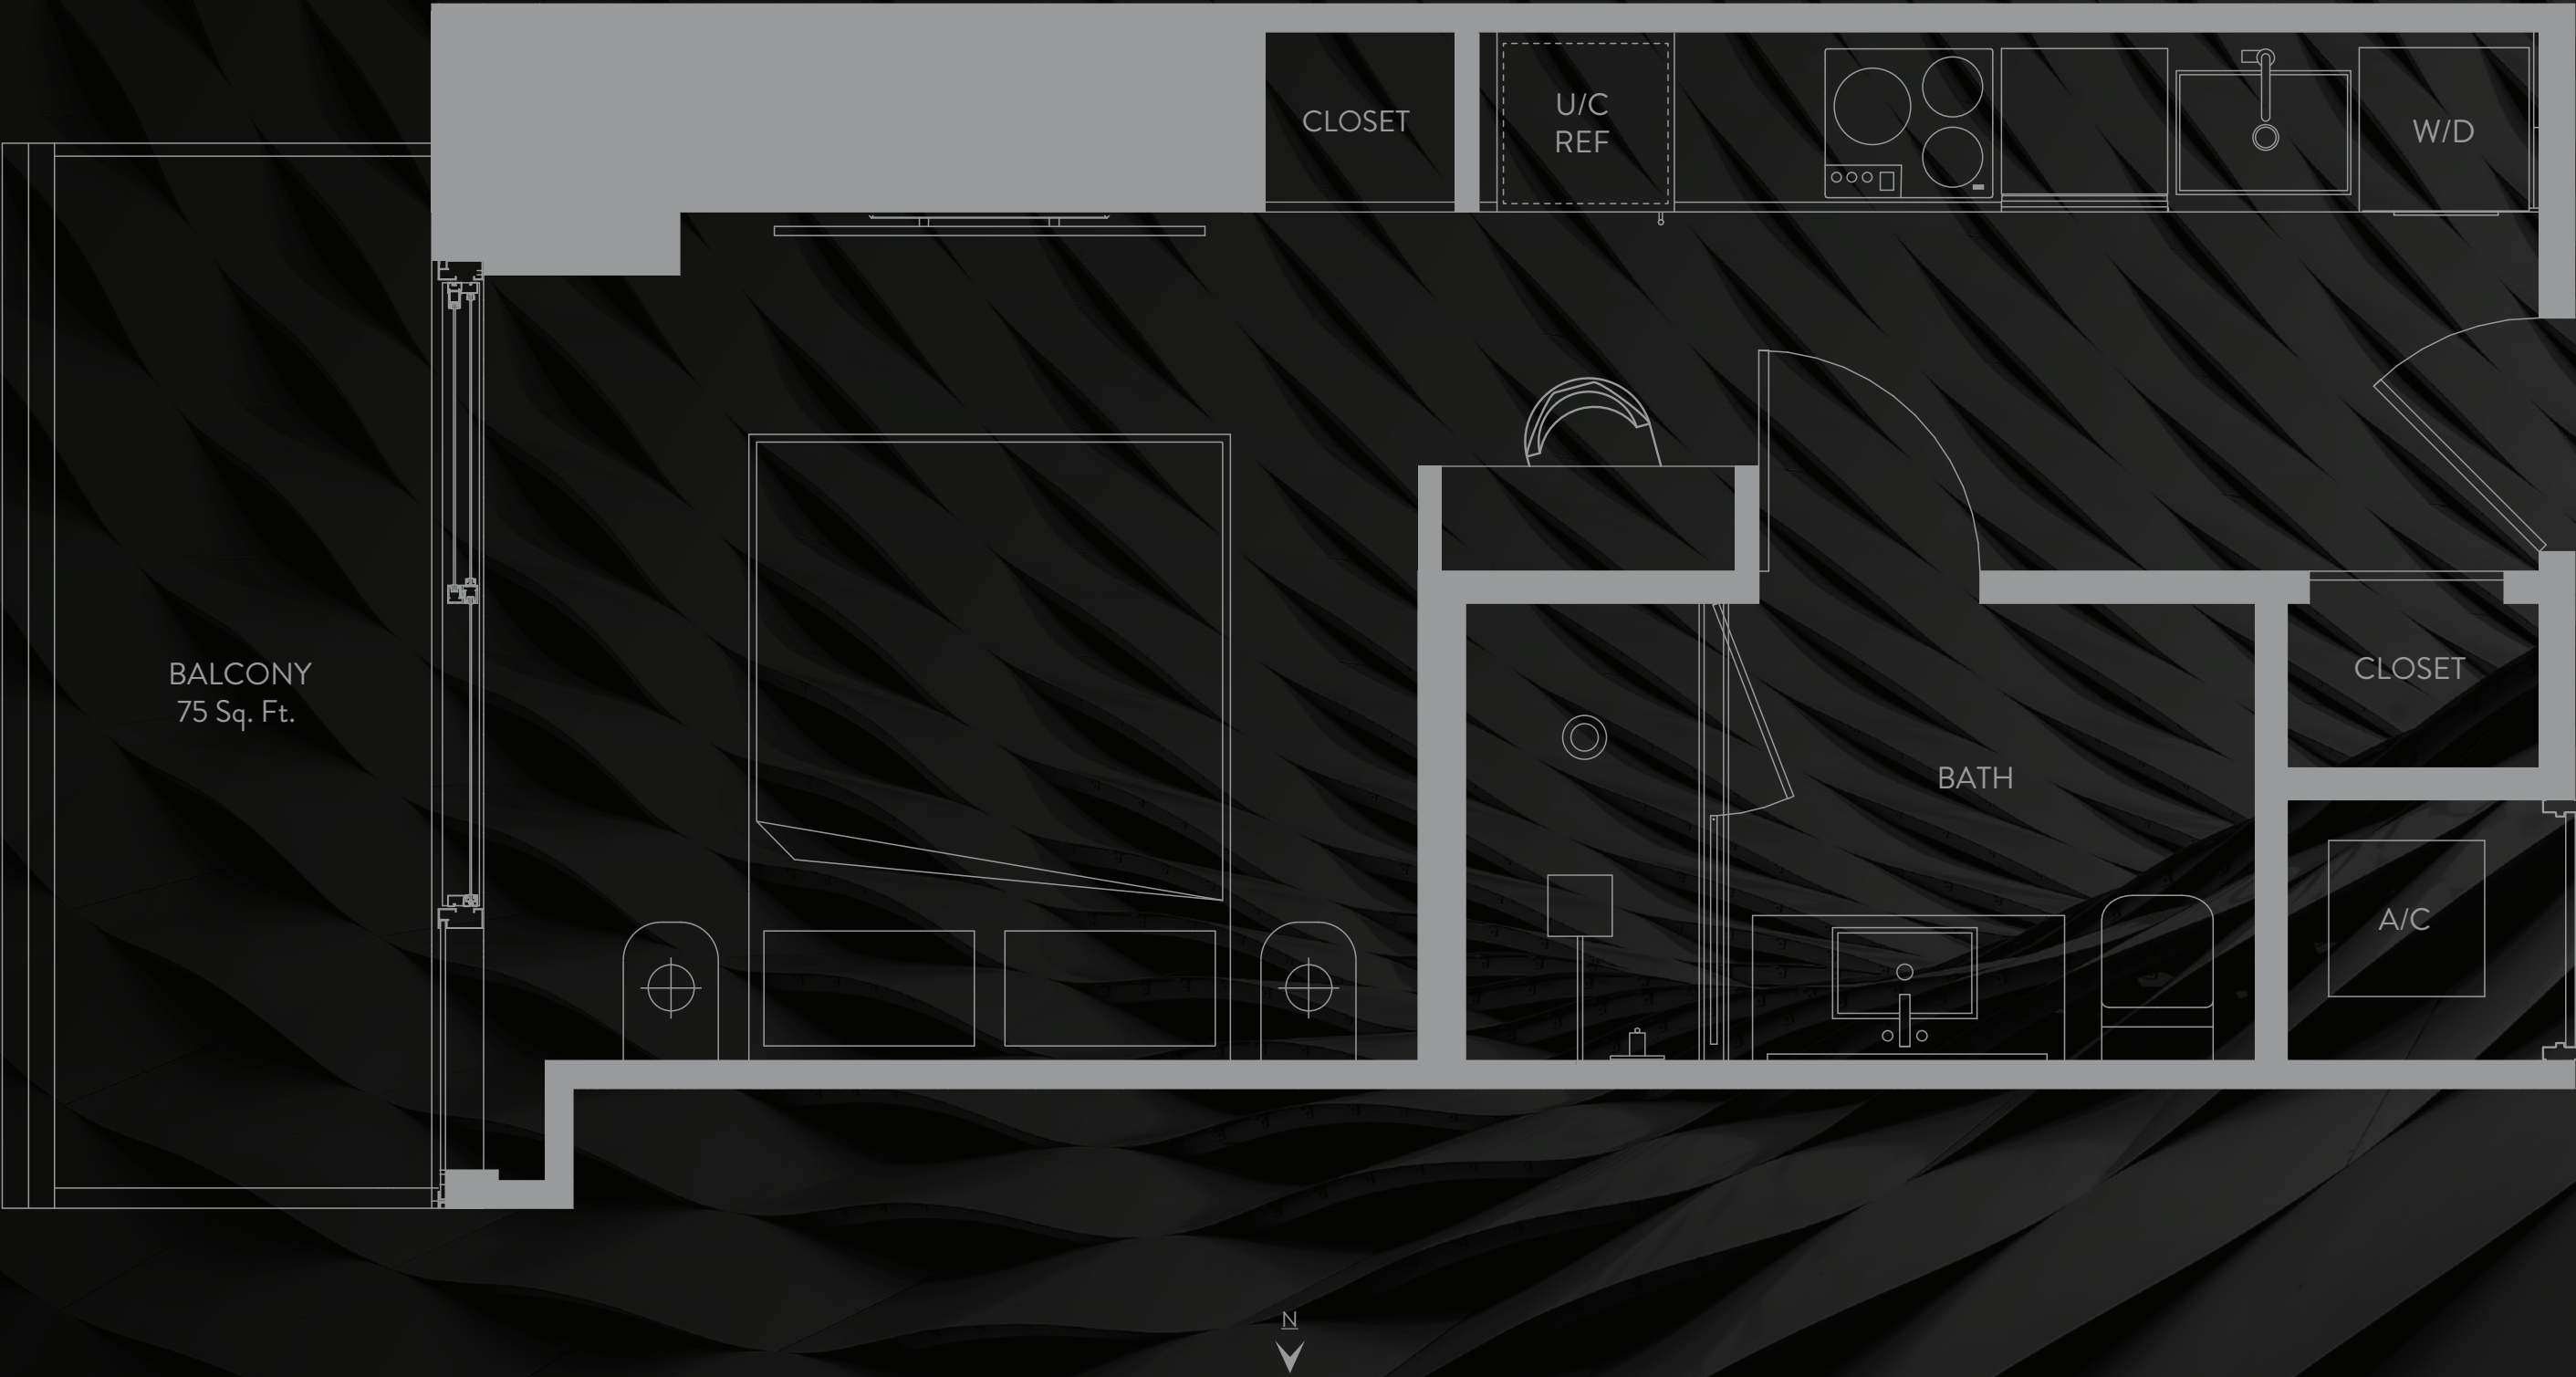 CLOSET
U/C
REF
W/D
BALCONY
75 Sq. Ft.
CLOSET
BATH
A/C
N